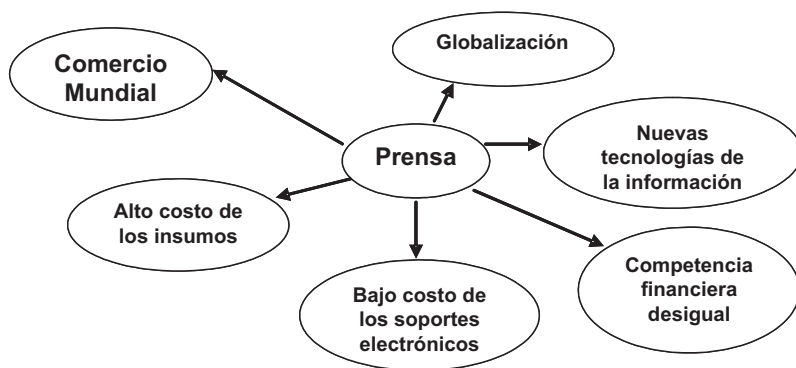 Globalización
Comercio
Mundial
Prensa
Nuevas
tecnologías de
la información
Alto costo de
los insumos
Competencia
financiera
desigual
Bajo costo de
los soportes
electrónicos